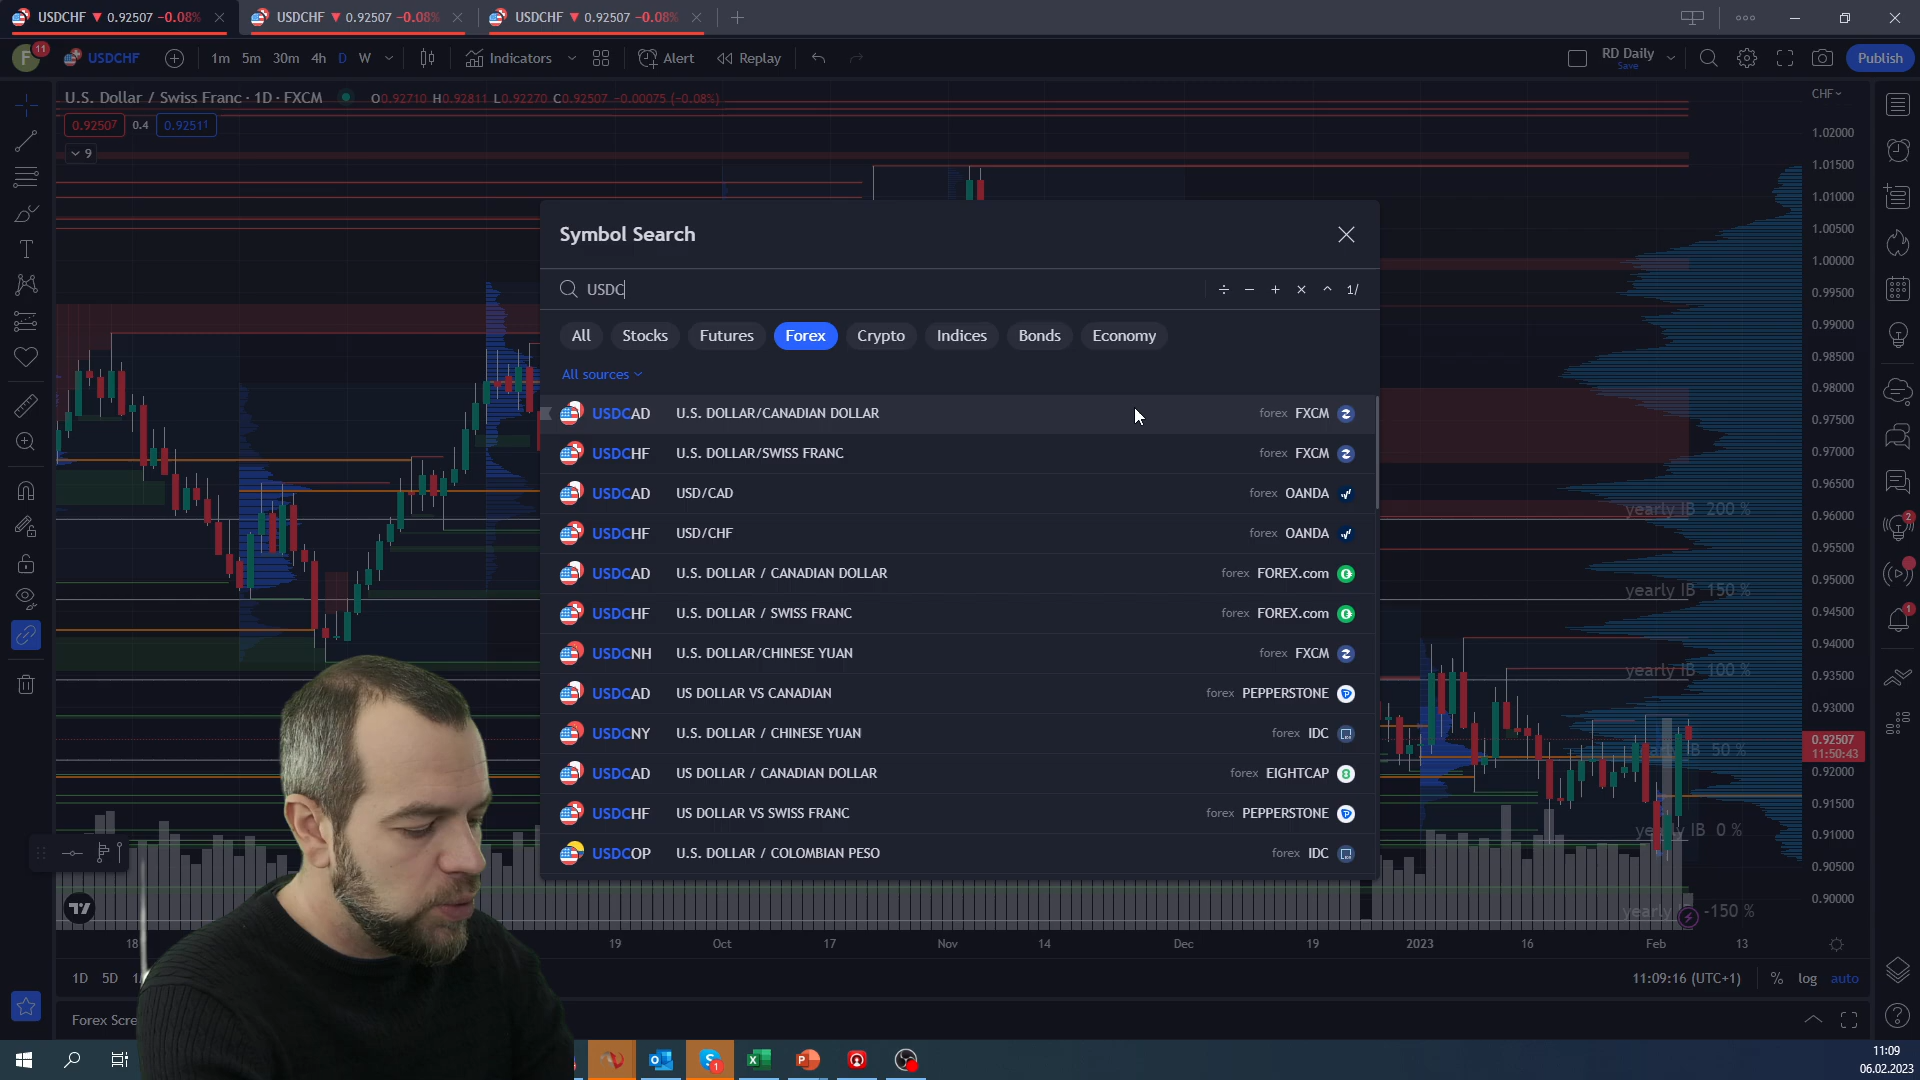 USDCHF ▼ 0.92507 -0.08%
USDCHF ▼ 0.92507 -0.08%
USDCHF ▼ 0.92507 -0.08%
F
11
USDCHF
1m 5m 30m 4h D W
Indicators
Alert
Replay
RD Daily
Save
Publish
U.S. Dollar / Swiss Franc · 1D · FXCM
O0.92710 H0.92811 L0.92270 C0.92507 -0.00075 (-0.08%)
0.92507 0.4 0.92511
9
CHF
1.02000
1.01500
1.01000
1.00500
1.00000
0.99500
0.99000
0.98500
0.98000
0.97500
0.97000
0.96500
0.96000
0.95500
0.95000
0.94500
0.94000
0.93500
0.93000
0.92507
11:50:43
0.92000
0.91500
0.91000
0.90500
0.90000
Symbol Search
USDC
÷ − + × ^ 1/
All Stocks Futures Forex Crypto Indices Bonds Economy
All sources
USDCAD U.S. DOLLAR/CANADIAN DOLLAR forex FXCM
USDCHF U.S. DOLLAR/SWISS FRANC forex FXCM
USDCAD USD/CAD forex OANDA
USDCHF USD/CHF forex OANDA
USDCAD U.S. DOLLAR / CANADIAN DOLLAR forex FOREX.com
USDCHF U.S. DOLLAR / SWISS FRANC forex FOREX.com
USDCNH U.S. DOLLAR/CHINESE YUAN forex FXCM
USDCAD US DOLLAR VS CANADIAN forex PEPPERSTONE
USDCNY U.S. DOLLAR / CHINESE YUAN forex IDC
USDCAD US DOLLAR / CANADIAN DOLLAR forex EIGHTCAP
USDCHF US DOLLAR VS SWISS FRANC forex PEPPERSTONE
USDCOP U.S. DOLLAR / COLOMBIAN PESO forex IDC
yearly IB 200 %
yearly IB 150 %
yearly IB 100 %
yearly IB 50 %
yearly IB 0 %
yearly -150 %
2
1
18 19 Oct 17 Nov 14 Dec 19 2023 16 Feb 13
1D 5D
11:09:16 (UTC+1) % log auto
Forex Scre
1
11:09
06.02.2023